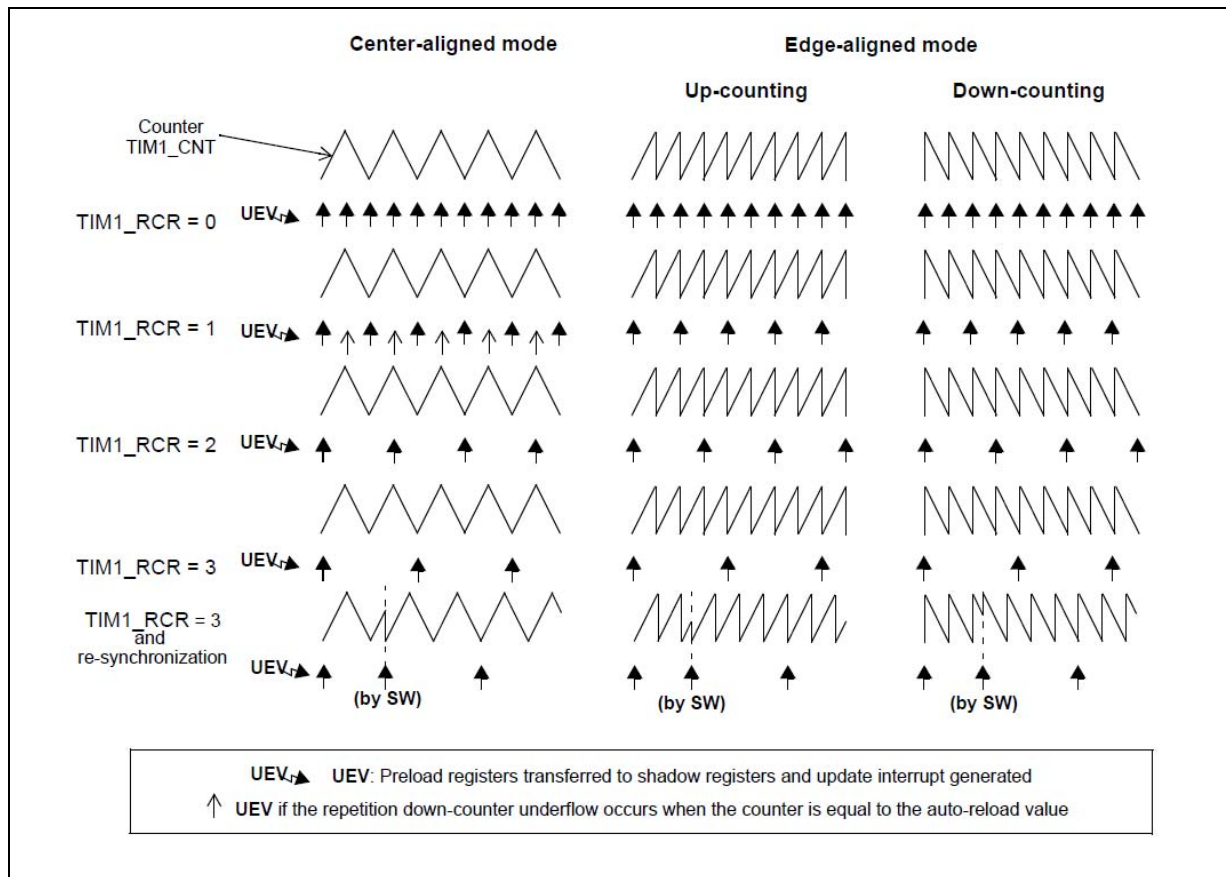 Center-aligned mode
Edge-aligned mode
Up-counting
Down-counting
Counter
TIM1_CNT
TIM1_RCR = 0
UEV
TIM1_RCR = 1
UEV
TIM1_RCR = 2
UEV
TIM1_RCR = 3
UEV
TIM1_RCR = 3
and
re-synchronization
UEV
(by SW)
(by SW)
(by SW)
UEV UEV: Preload registers transferred to shadow registers and update interrupt generated
UEV if the repetition down-counter underflow occurs when the counter is equal to the auto-reload value